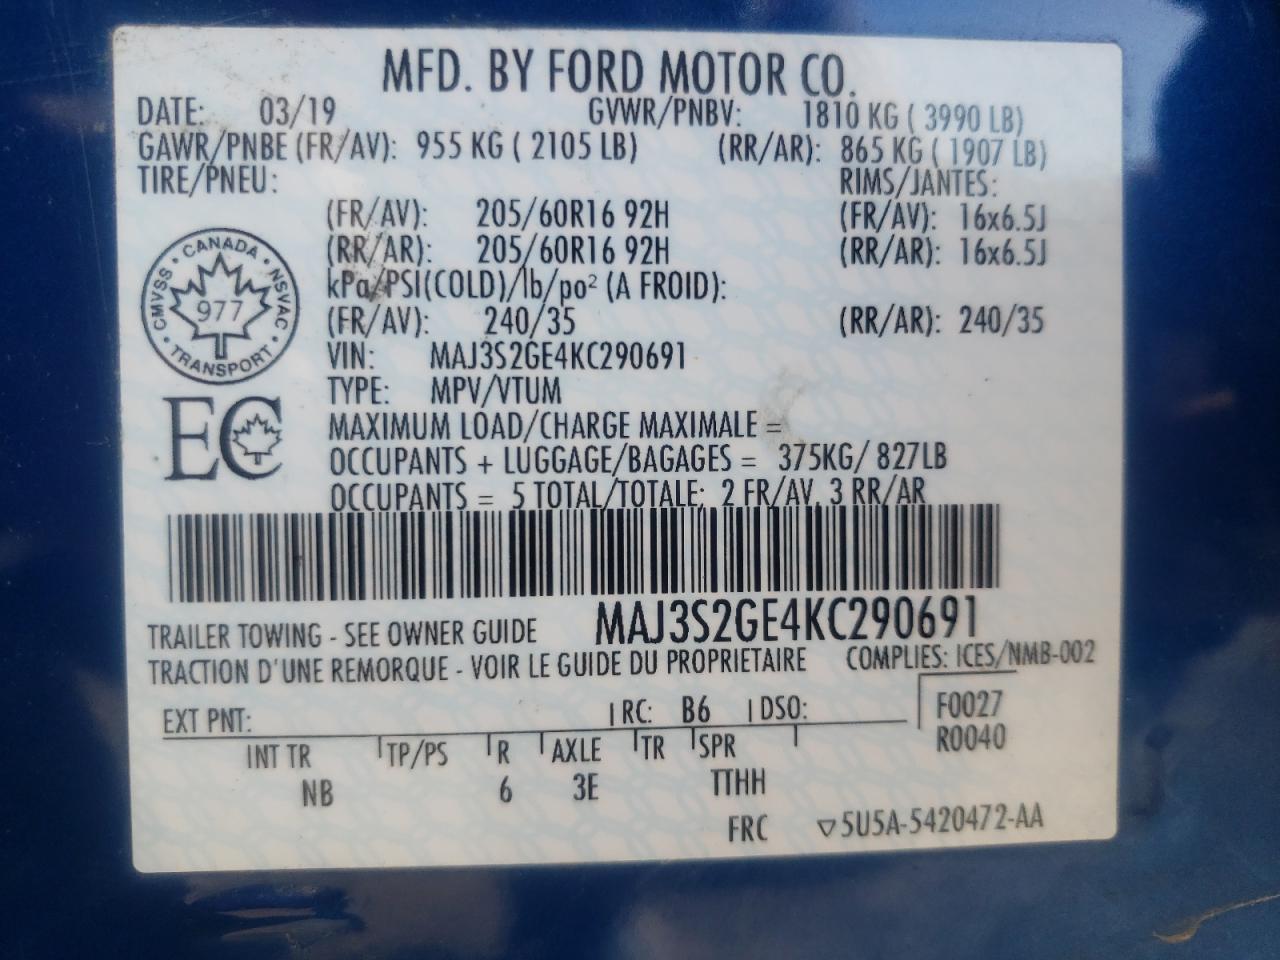 MFD. BY FORD MOTOR CO.
DATE: 03/19 GVWR/PNBV: 1810 KG ( 3990 LB)
GAWR/PNBE (FR/AV): 955 KG ( 2105 LB) (RR/AR): 865 KG ( 1907 LB)
TIRE/PNEU: RIMS/JANTES:
(FR/AV): 205/60R16 92H (FR/AV): 16x6.5J
(RR/AR): 205/60R16 92H (RR/AR): 16x6.5J
kPa/PSI(COLD)/lb/po² (A FROID):
(FR/AV): 240/35 (RR/AR): 240/35
CANADA · NSVAC · TRANSPORT · CMVSS ·
977
VIN: MAJ3S2GE4KC290691
TYPE: MPV/VTUM
EC
MAXIMUM LOAD/CHARGE MAXIMALE =
OCCUPANTS + LUGGAGE/BAGAGES = 375KG/ 827LB
OCCUPANTS = 5 TOTAL/TOTALE; 2 FR/AV, 3 RR/AR
TRAILER TOWING - SEE OWNER GUIDE MAJ3S2GE4KC290691
TRACTION D'UNE REMORQUE - VOIR LE GUIDE DU PROPRIETAIRE COMPLIES: ICES/NMB-002
EXT PNT: RC: B6 DSO: F0027
INT TR TP/PS R AXLE TR SPR R0040
NB 6 3E TTHH
FRC ▽5U5A-5420472-AA